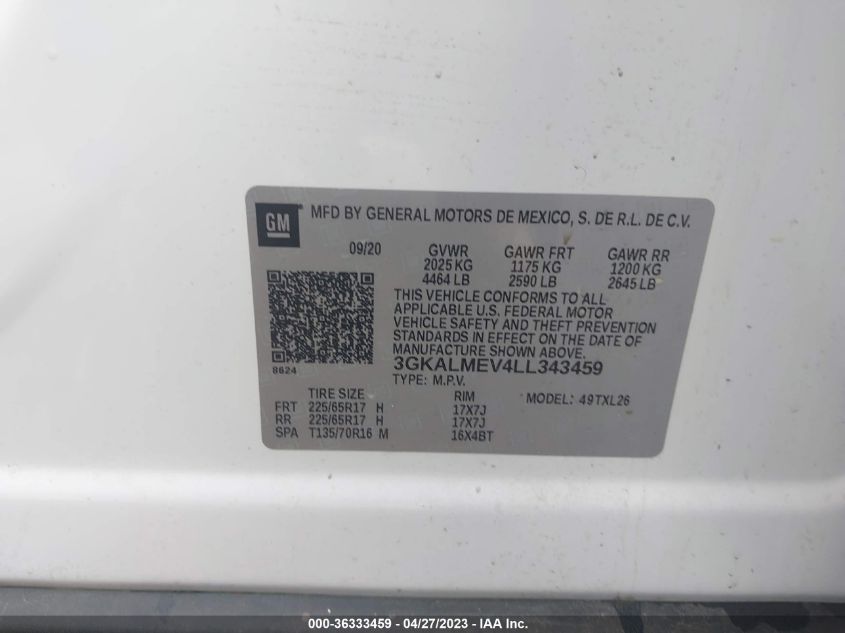 GM MFD BY GENERAL MOTORS DE MEXICO, S. DE R.L. DE C.V.
09/20 GVWR GAWR FRT GAWR RR
2025 KG 1175 KG 1200 KG
4464 LB 2590 LB 2645 LB
THIS VEHICLE CONFORMS TO ALL
APPLICABLE U.S. FEDERAL MOTOR
VEHICLE SAFETY AND THEFT PREVENTION
STANDARDS IN EFFECT ON THE DATE OF
MANUFACTURE SHOWN ABOVE.
8624 3GKALMEV4LL343459
TYPE: M.P.V.
TIRE SIZE RIM MODEL: 49TXL26
FRT 225/65R17 H 17X7J
RR 225/65R17 H 17X7J
SPA T135/70R16 M 16X4BT
000-36333459 - 04/27/2023 - IAA Inc.